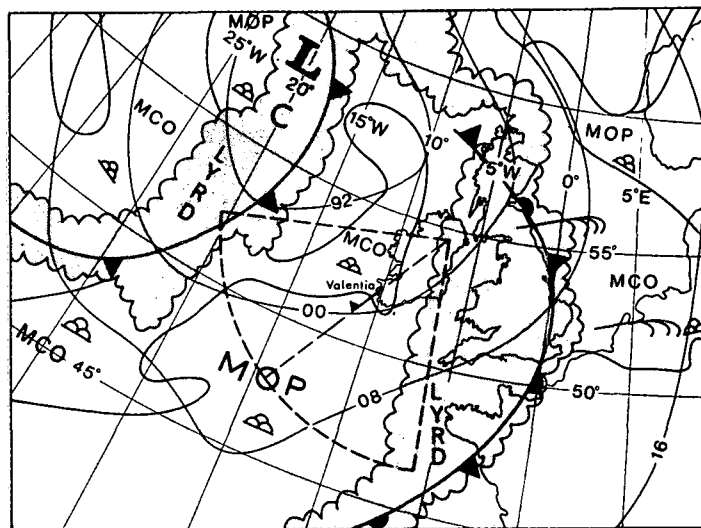 MOP
25°W
L
20°
C
MCO
LYRD
15°W
10°
5°W
MOP
0°
5°E
92
MCO
55°
MCO
Valentia
00
MCO
45°
MOP
08
LYRD
50°
16